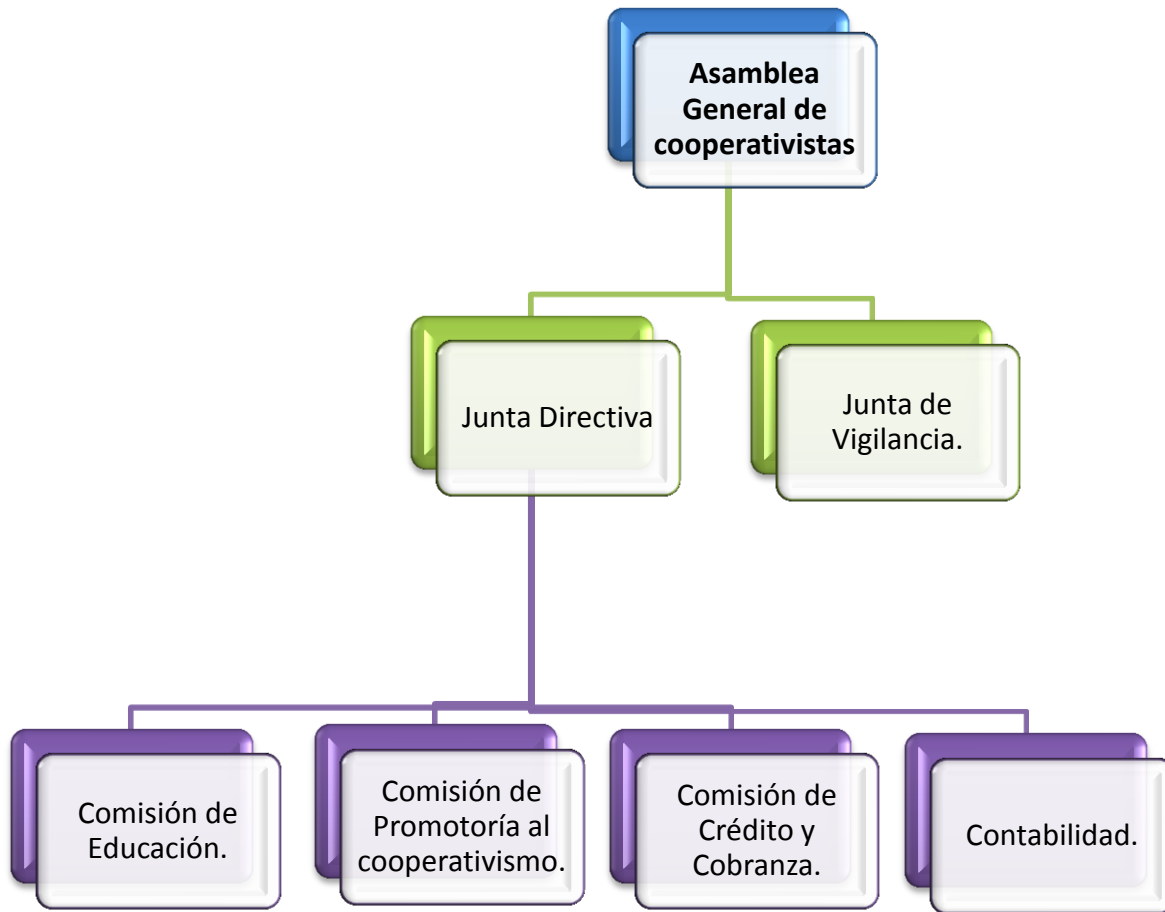 Asamblea
General de
cooperativistas
Junta Directiva
Junta de
Vigilancia.
Comisión de
Educación.
Comisión de
Promotoría al
cooperativismo.
Comisión de
Crédito y
Cobranza.
Contabilidad.